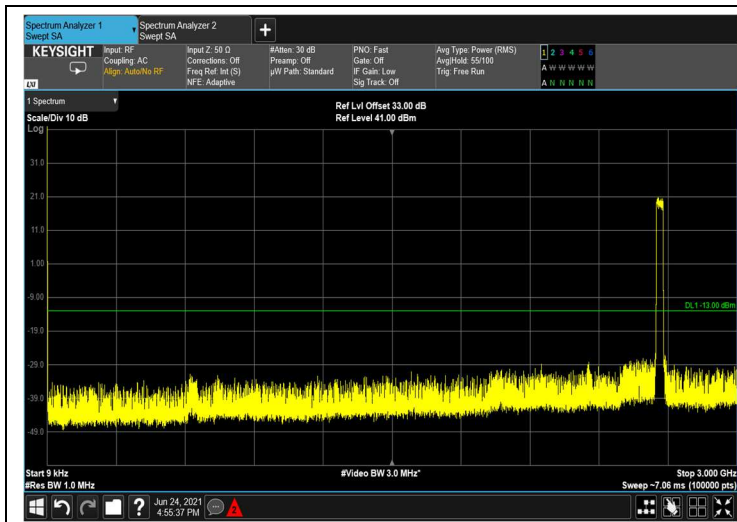 Spectrum Analyzer 1
Swept SA
Spectrum Analyzer 2
Swept SA
+
KEYSIGHT
LXI
Input: RF
Coupling: AC
Align: Auto/No RF
Input Z: 50 Ω
Corrections: Off
Freq Ref: Int (S)
NFE: Adaptive
#Atten: 30 dB
Preamp: Off
µW Path: Standard
PNO: Fast
Gate: Off
IF Gain: Low
Sig Track: Off
Avg Type: Power (RMS)
Avg|Hold: 55/100
Trig: Free Run
1 2 3 4 5 6
A W W W W W
A N N N N N
1 Spectrum
Scale/Div 10 dB
Ref Lvl Offset 33.00 dB
Ref Level 41.00 dBm
Log
31.0
21.0
11.0
1.00
-9.00
DL1 -13.00 dBm
-19.0
-29.0
-39.0
-49.0
Start 9 kHz
#Video BW 3.0 MHz*
Stop 3.000 GHz
#Res BW 1.0 MHz
Sweep ~7.06 ms (100000 pts)
?
Jun 24, 2021
4:55:37 PM
2